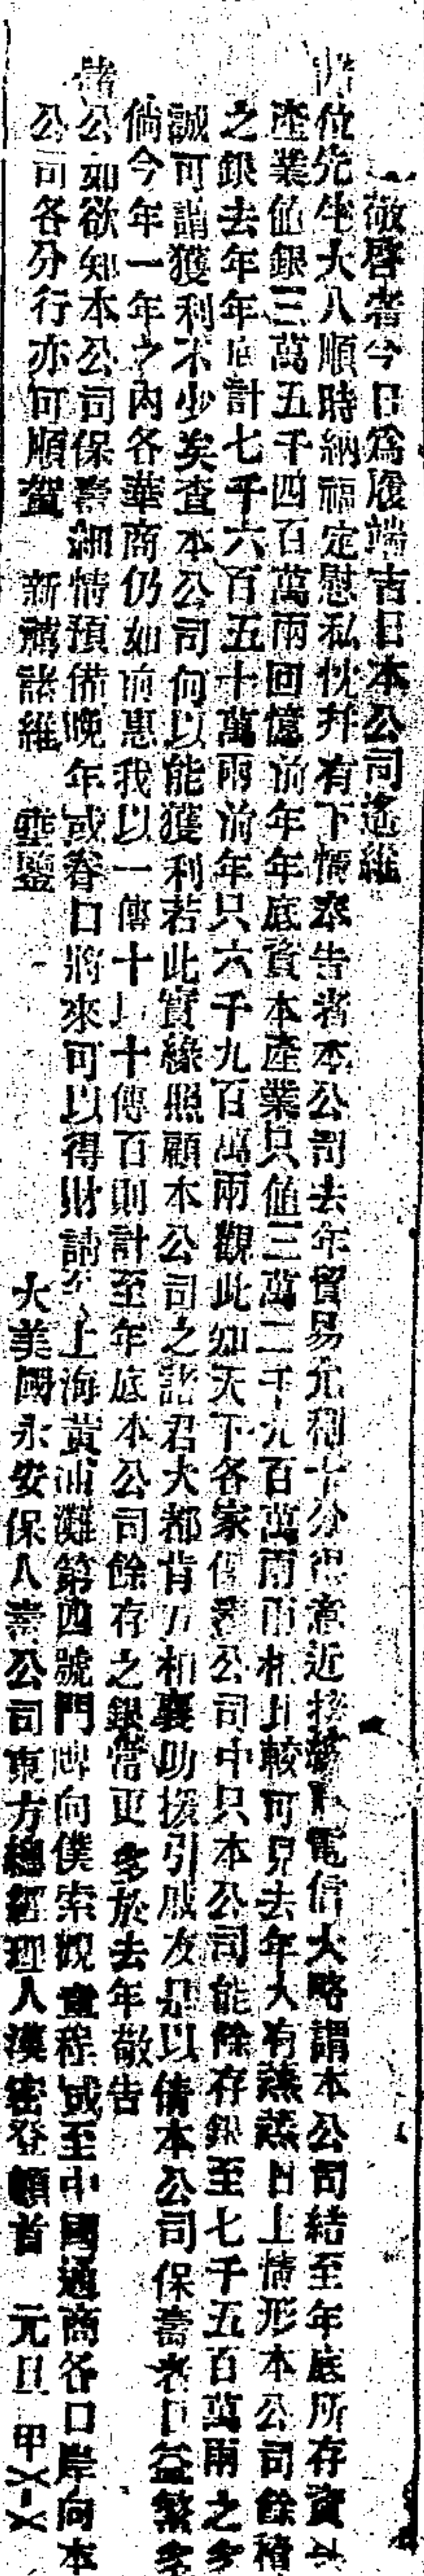 敬啓者今日爲履端吉日本公司遙維
諸位先生大人順時納福定慰私忱幷有下情奉告者本公司去年貿易允稱十分得意近接電信大略謂本公司結至年底所存資本
產業値銀三萬五千四百萬兩回憶前年年底資本產業只値三萬二千九百萬兩兩相比較可見去年大有蒸蒸日上情形本公司餘積
之銀去年年底計七千六百五十萬兩前年只六千九百萬兩觀此如天下各家保壽公司中只本公司能餘存銀至七千五百萬兩之多
誠可謂獲利不少矣查本公司何以能獲利若此實緣照顧本公司之諸君大都肯互相襄助援引戚友是以倩本公司保壽者日益繁多
倘今年一年之內各華商仍如前惠我以一傳十以十傳百則計至年底本公司餘存之銀當更多於去年敬告
諸公如欲知本公司保壽細情預備晚年或眷口將來可以得財請至上海黃浦灘第四號門牌向僕索觀章程或至中國通商各口岸向本
公司各分行亦可順賀 新禧諸維 垂鑒 大美國永安保人壽公司東方總經理人漢密登頓首 元旦 甲